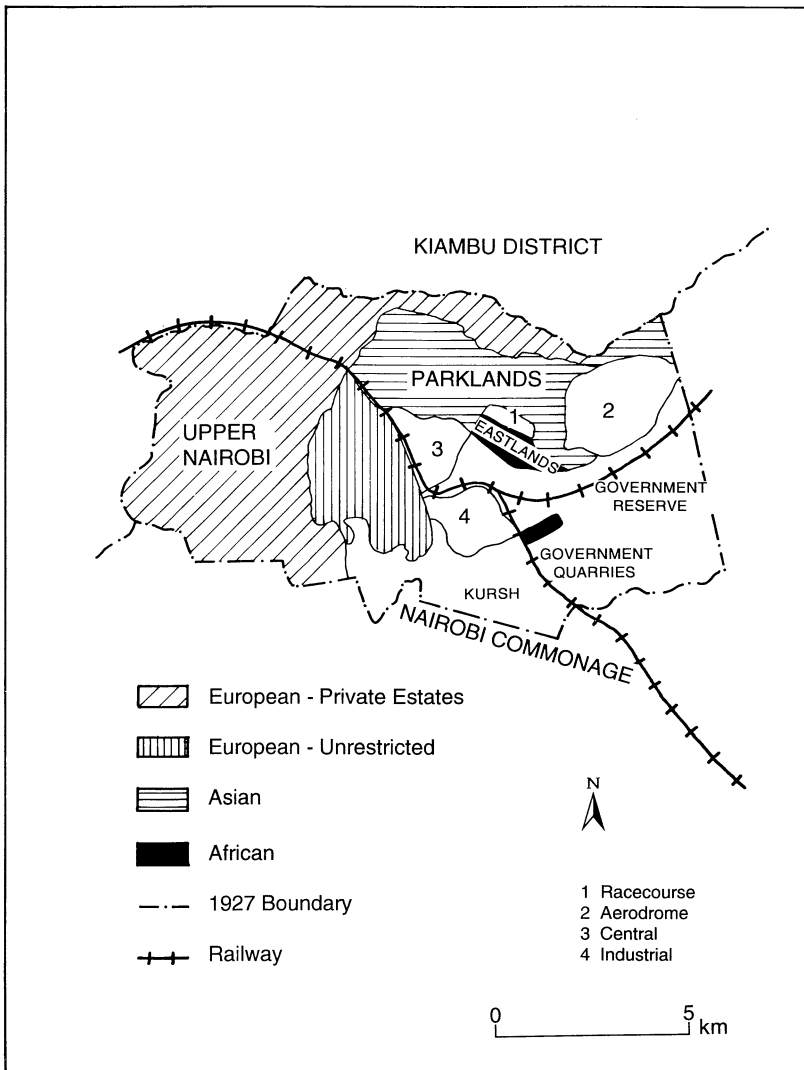 KIAMBU DISTRICT
PARKLANDS
1
2
UPPER
NAIROBI
3
EASTLANDS
4
GOVERNMENT
RESERVE
GOVERNMENT
QUARRIES
KURSH
NAIROBI COMMONAGE
European - Private Estates
European - Unrestricted
Asian
African
1927 Boundary
Railway
N
1 Racecourse
2 Aerodrome
3 Central
4 Industrial
0 5
km